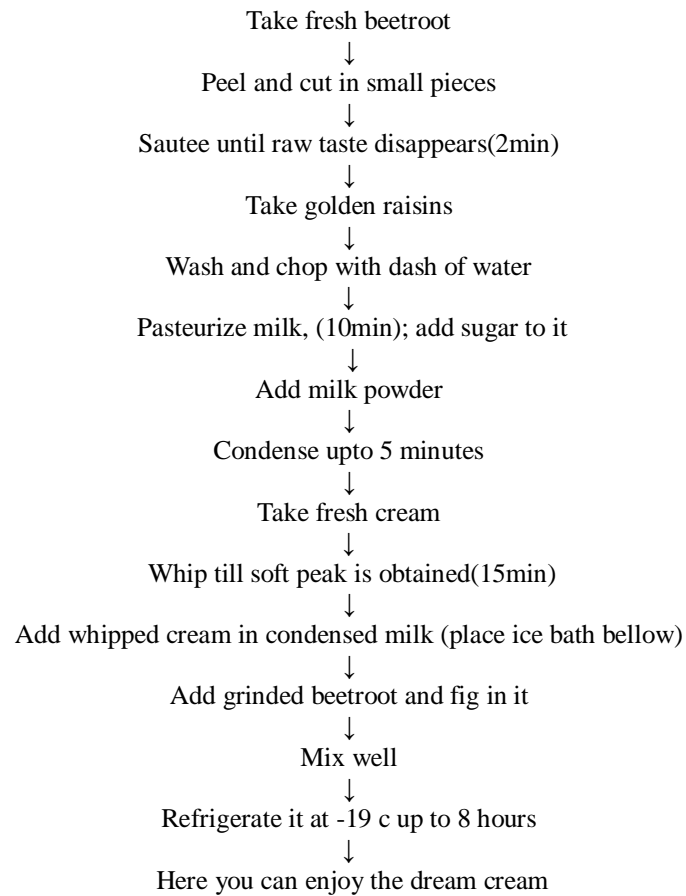 Take fresh beetroot
↓
Peel and cut in small pieces
↓
Sautee until raw taste disappears(2min)
↓
Take golden raisins
↓
Wash and chop with dash of water
↓
Pasteurize milk, (10min); add sugar to it
↓
Add milk powder
↓
Condense upto 5 minutes
↓
Take fresh cream
↓
Whip till soft peak is obtained(15min)
↓
Add whipped cream in condensed milk (place ice bath bellow)
↓
Add grinded beetroot and fig in it
↓
Mix well
↓
Refrigerate it at -19 c up to 8 hours
↓
Here you can enjoy the dream cream